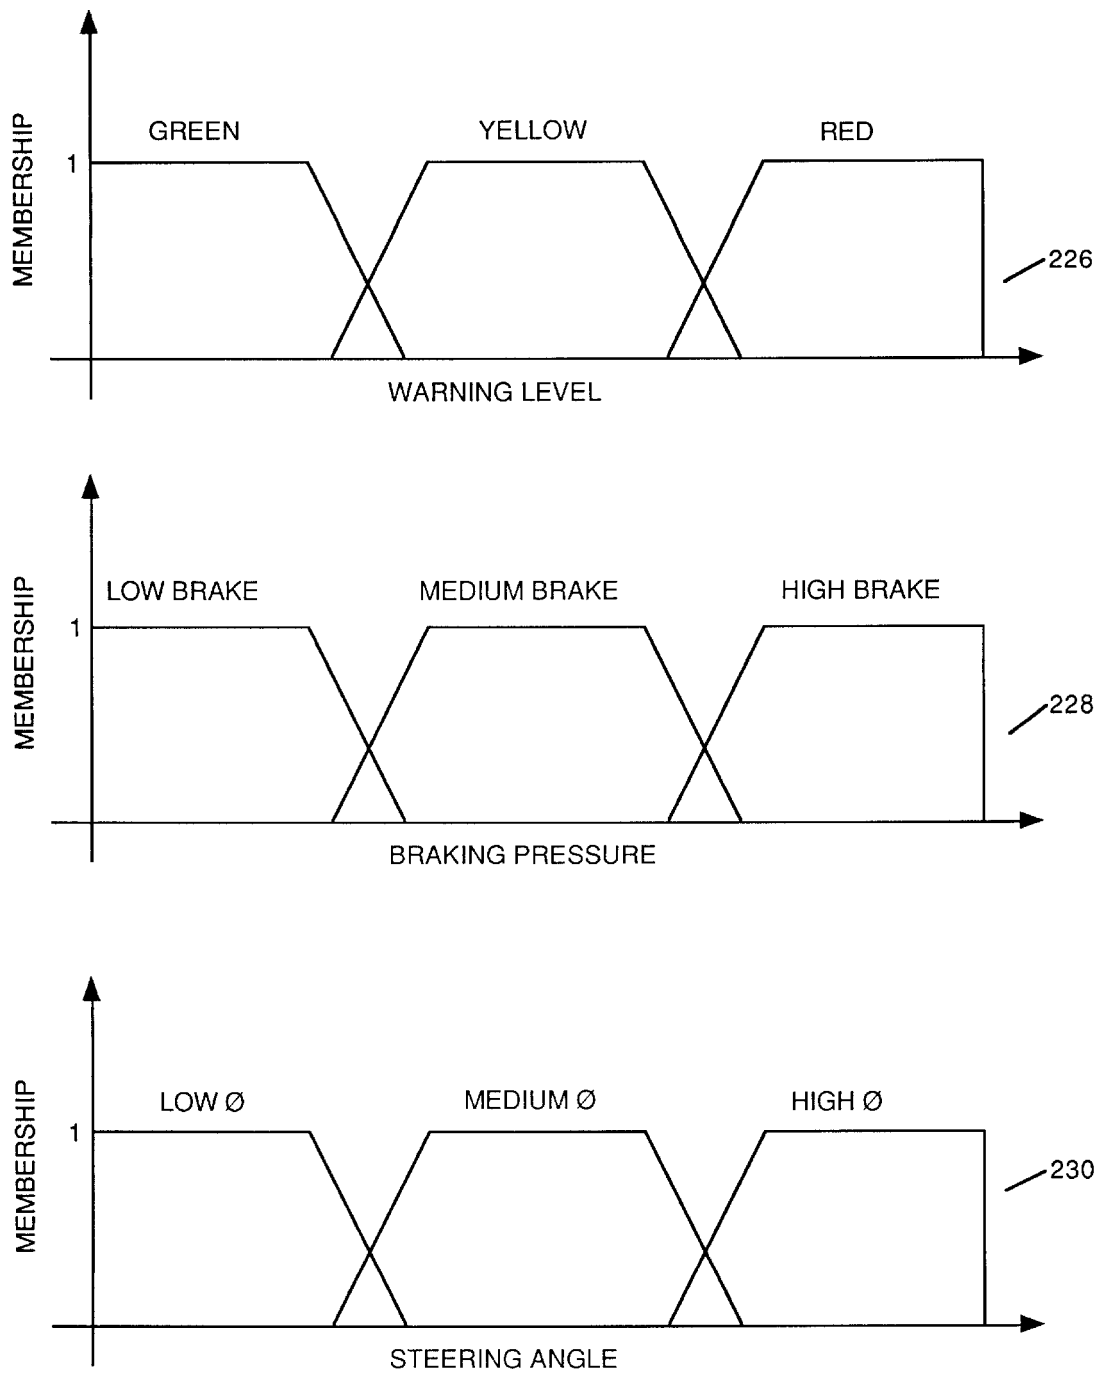 GREEN
YELLOW
RED
MEMBERSHIP
1
226
WARNING LEVEL
LOW BRAKE
MEDIUM BRAKE
HIGH BRAKE
MEMBERSHIP
1
228
BRAKING PRESSURE
LOW Ø
MEDIUM Ø
HIGH Ø
MEMBERSHIP
1
230
STEERING ANGLE